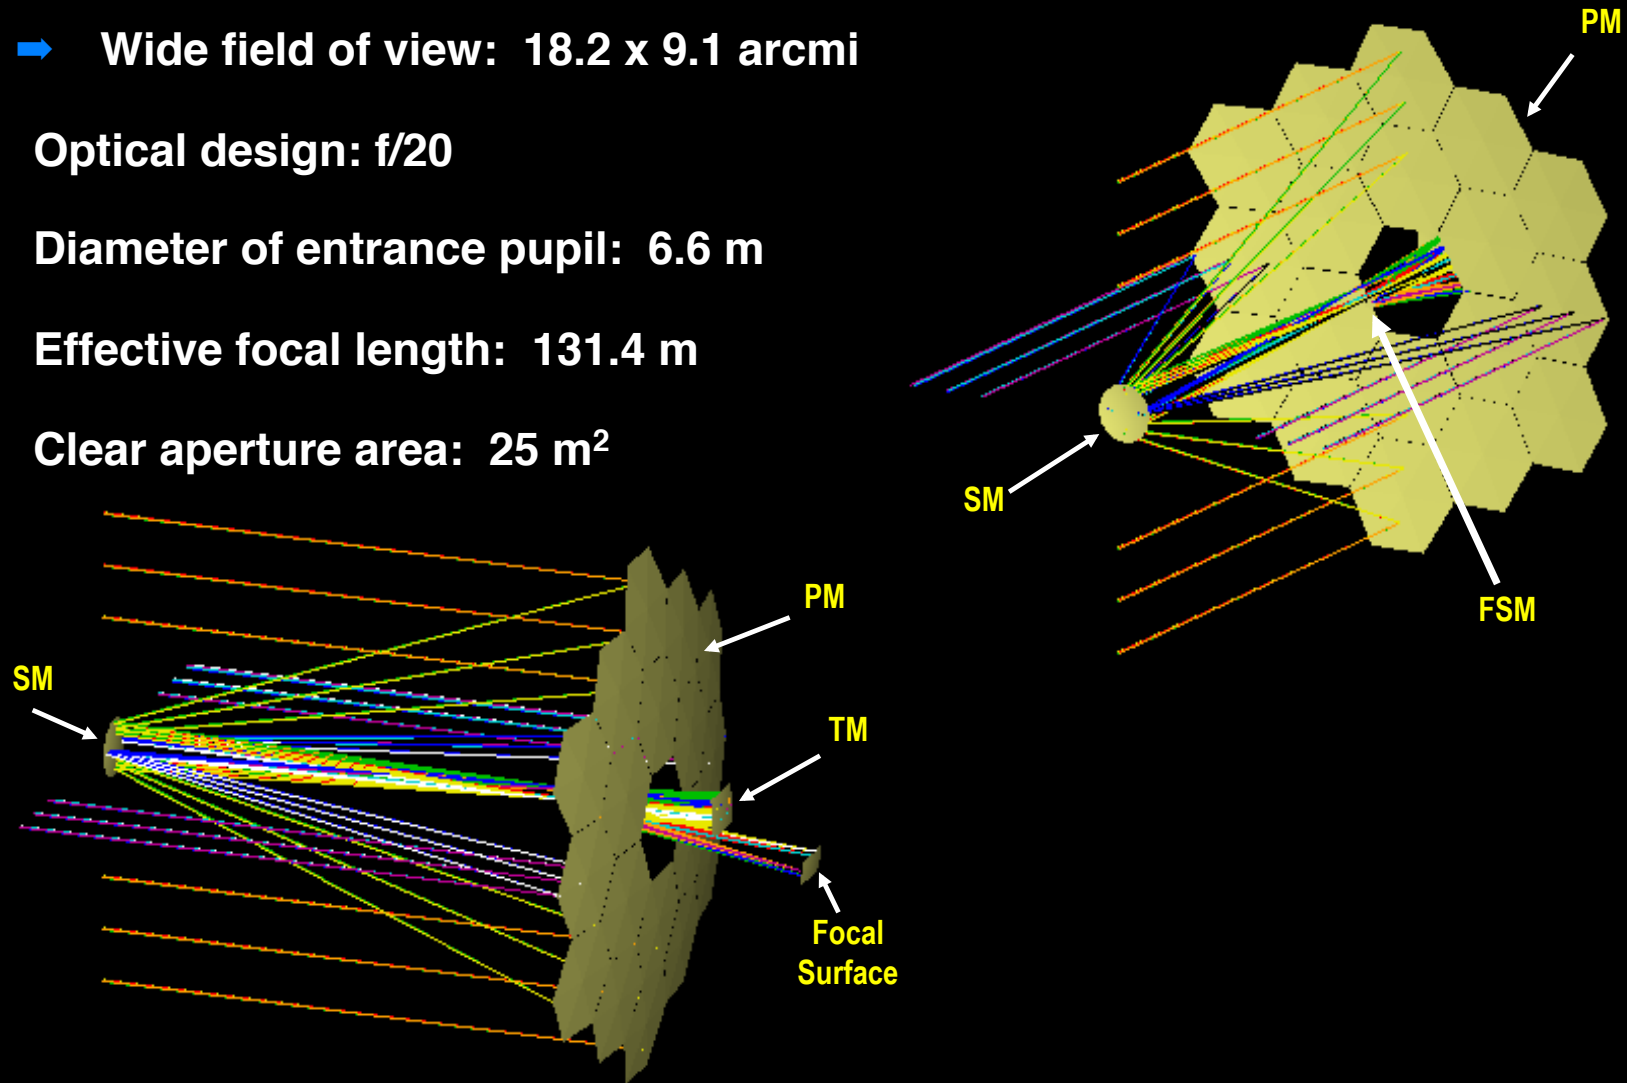 Wide field of view: 18.2 x 9.1 arcmi
Optical design: f/20
Diameter of entrance pupil: 6.6 m
Effective focal length: 131.4 m
Clear aperture area: 25 m²
PM
SM
FSM
PM
SM
TM
Focal
Surface